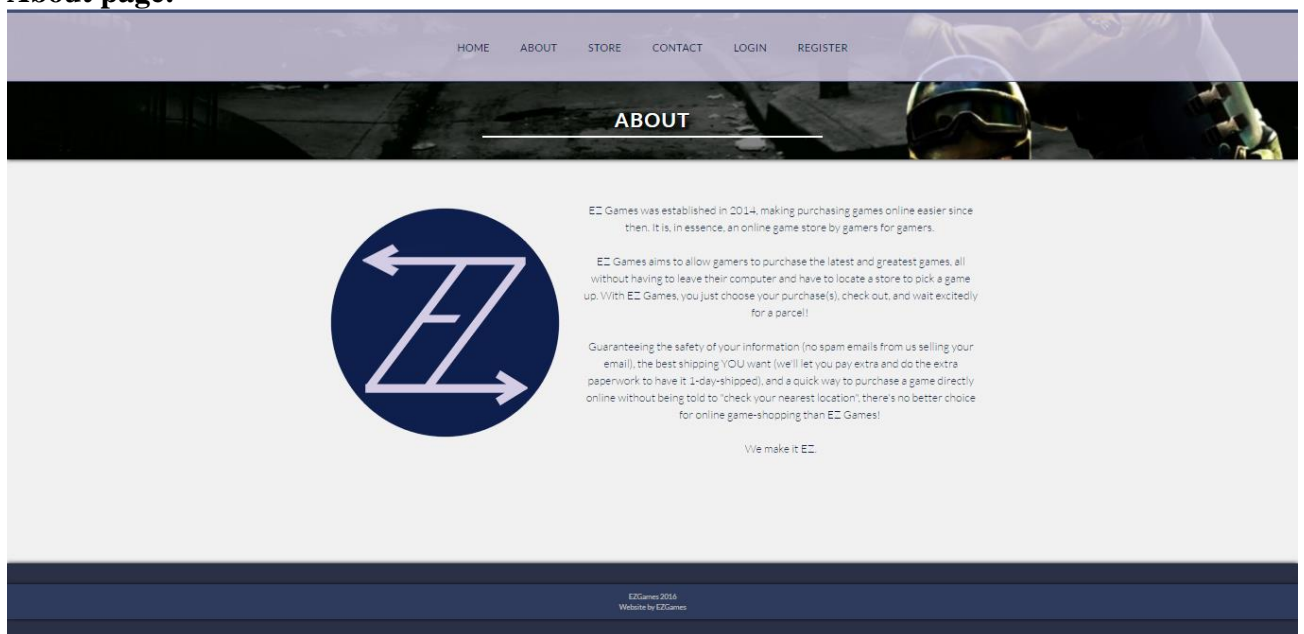 About page.
HOME ABOUT STORE CONTACT LOGIN REGISTER
ABOUT
EZ Games was established in 2014, making purchasing games online easier since
then. It is, in essence, an online game store by gamers for gamers.
EZ Games aims to allow gamers to purchase the latest and greatest games, all
without having to leave their computer and have to locate a store to pick a game
up. With EZ Games, you just choose your purchase(s), check out, and wait excitedly
for a parcel!
Guaranteeing the safety of your information (no spam emails from us selling your
email), the best shipping YOU want (we'll let you pay extra and do the extra
paperwork to have it 1-day-shipped), and a quick way to purchase a game directly
online without being told to "check your nearest location", there's no better choice
for online game-shopping than EZ Games!
We make it EZ.
EZGames 2016
Website by EZGames